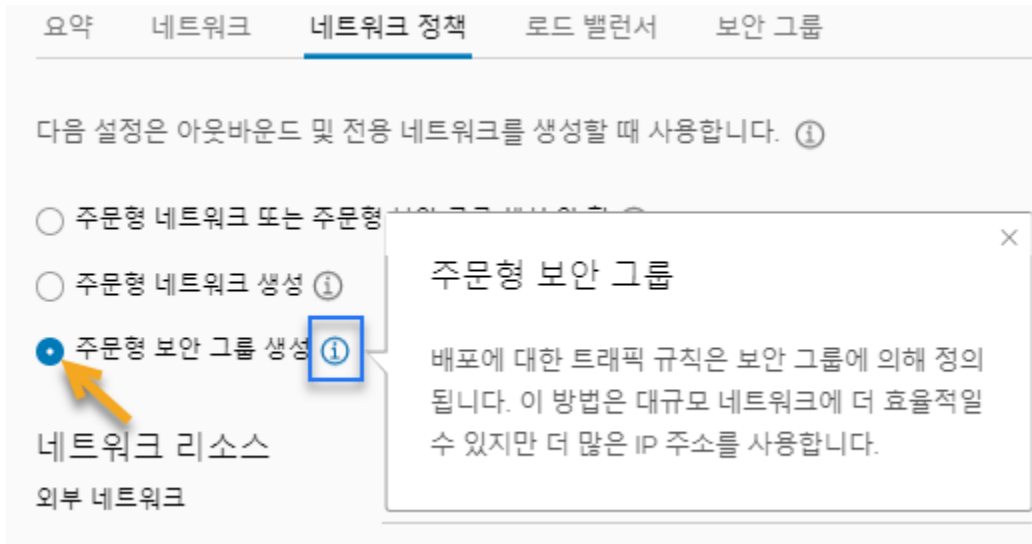 요약 네트워크 네트워크 정책 로드 밸런서 보안 그룹
다음 설정은 아웃바운드 및 전용 네트워크를 생성할 때 사용합니다.
주문형 네트워크 또는 주문형
주문형 네트워크 생성
주문형 보안 그룹 생성
주문형 보안 그룹
배포에 대한 트래픽 규칙은 보안 그룹에 의해 정의
됩니다. 이 방법은 대규모 네트워크에 더 효율적일
수 있지만 더 많은 IP 주소를 사용합니다.
네트워크 리소스
외부 네트워크